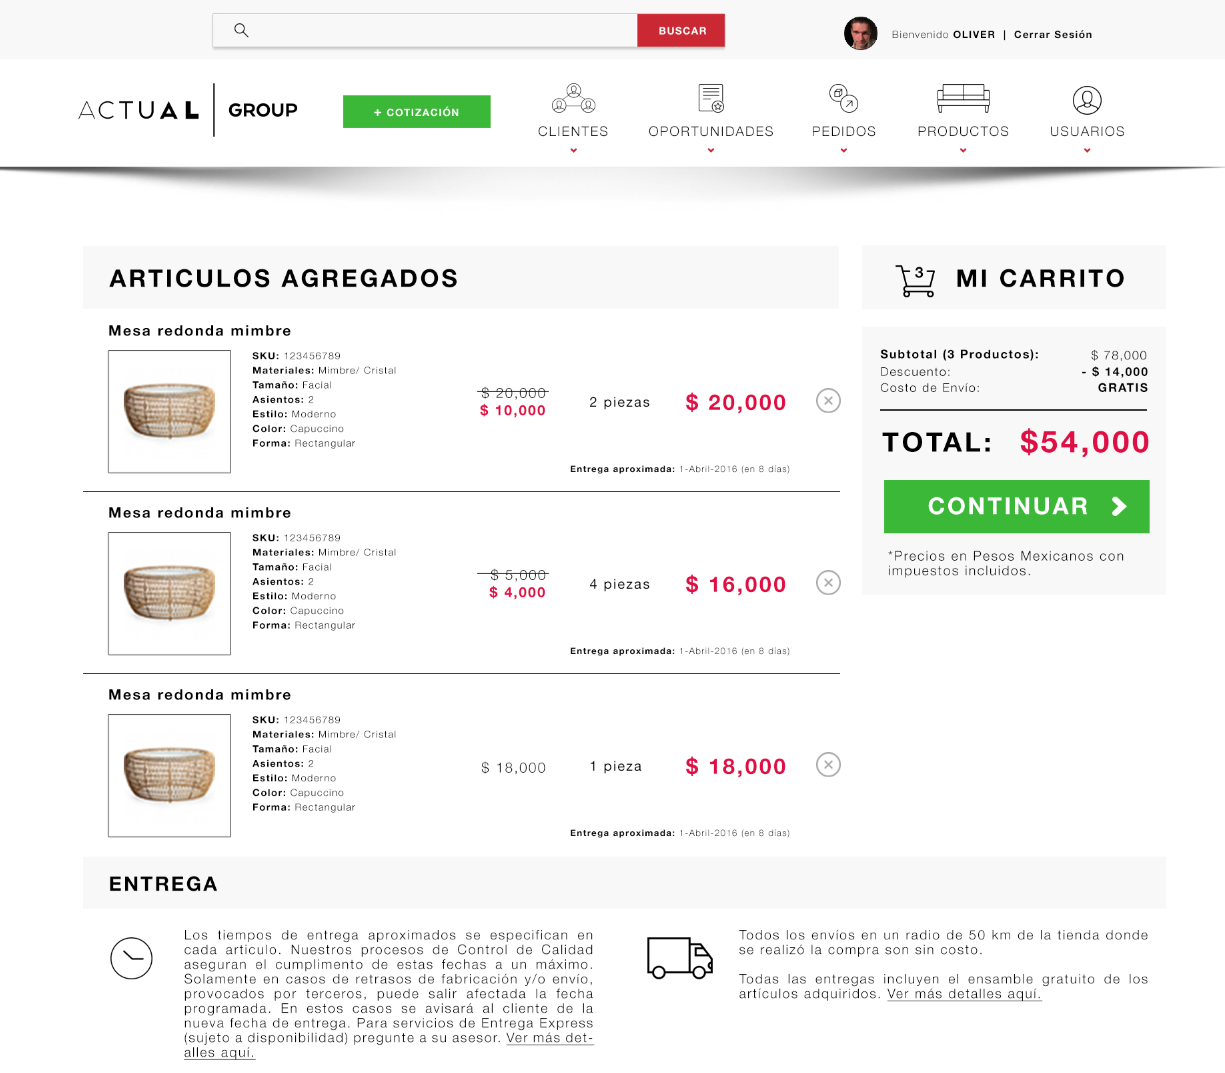 BUSCAR
Bienvenido OLIVER | Cerrar Sesión
ACTUAL GROUP
+ COTIZACIÓN
CLIENTES
OPORTUNIDADES
PEDIDOS
PRODUCTOS
USUARIOS
ARTICULOS AGREGADOS
Mesa redonda mimbre
SKU: 123456789
Materiales: Mimbre/ Cristal
Tamaño: Facial
Asientos: 2
Estilo: Moderno
Color: Capuccino
Forma: Rectangular
$ 20,000
$ 10,000
2 piezas
$ 20,000
Entrega aproximada: 1-Abril-2016 (en 8 días)
Mesa redonda mimbre
SKU: 123456789
Materiales: Mimbre/ Cristal
Tamaño: Facial
Asientos: 2
Estilo: Moderno
Color: Capuccino
Forma: Rectangular
$ 5,000
$ 4,000
4 piezas
$ 16,000
Entrega aproximada: 1-Abril-2016 (en 8 días)
Mesa redonda mimbre
SKU: 123456789
Materiales: Mimbre/ Cristal
Tamaño: Facial
Asientos: 2
Estilo: Moderno
Color: Capuccino
Forma: Rectangular
$ 18,000
1 pieza
$ 18,000
Entrega aproximada: 1-Abril-2016 (en 8 días)
3
MI CARRITO
Subtotal (3 Productos): $ 78,000
Descuento: - $ 14,000
Costo de Envío: GRATIS
TOTAL: $54,000
CONTINUAR
*Precios en Pesos Mexicanos con
impuestos incluidos.
ENTREGA
Los tiempos de entrega aproximados se especifican en
cada articulo. Nuestros procesos de Control de Calidad
aseguran el cumplimento de estas fechas a un máximo.
Solamente en casos de retrasos de fabricación y/o envío,
provocados por terceros, puede salir afectada la fecha
programada. En estos casos se avisará al cliente de la
nueva fecha de entrega. Para servicios de Entrega Express
(sujeto a disponibilidad) pregunte a su asesor. Ver más det-
alles aquí.
Todos los envíos en un radio de 50 km de la tienda donde
se realizó la compra son sin costo.
Todas las entregas incluyen el ensamble gratuito de los
artículos adquiridos. Ver más detalles aquí.